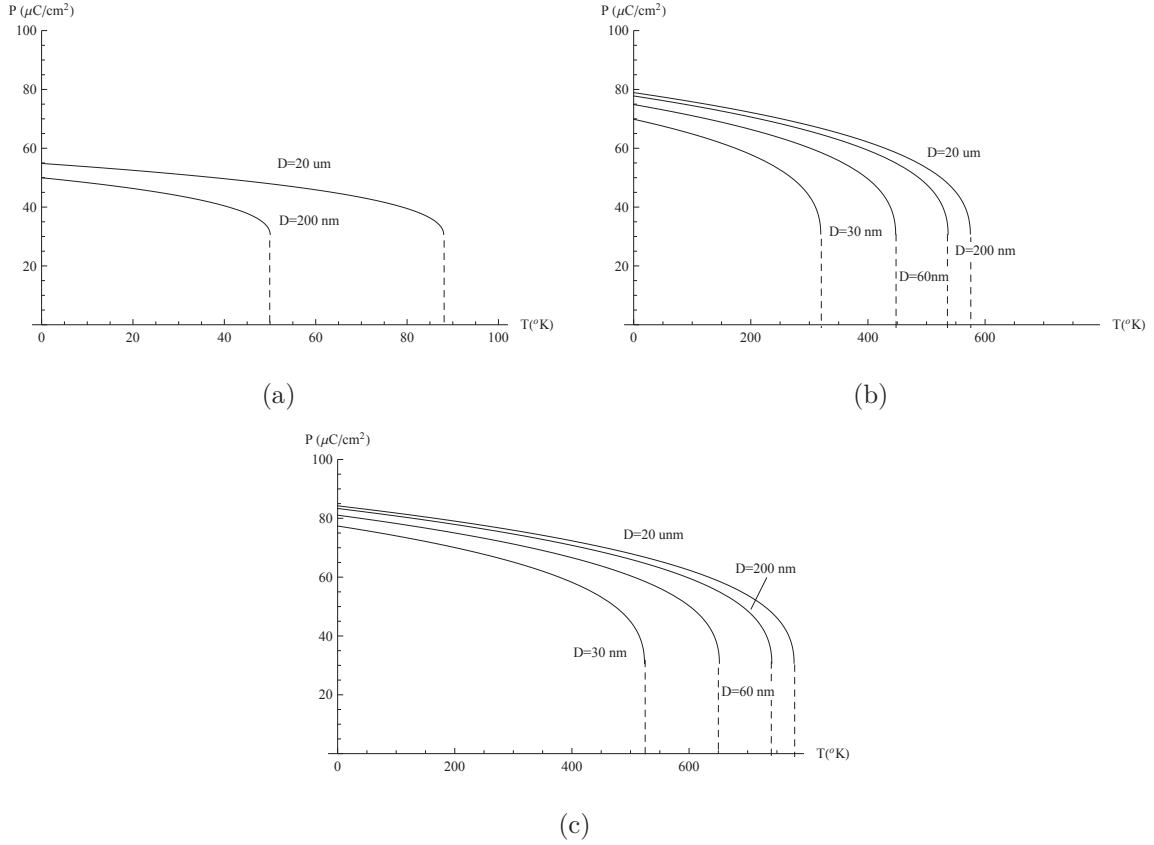 P (μC/cm²)
100
80
60
40
20
D=20 um
D=200 nm
0 20 40 60 80 100 T(°K)
(a)
P (μC/cm²)
100
80
60
40
20
D=20 um
D=30 nm
D=200 nm
D=60nm
0 200 400 600 T(°K)
(b)
P (μC/cm²)
100
80
60
40
20
D=20 unm
D=200 nm
D=30 nm
D=60 nm
0 200 400 600 T(°K)
(c)